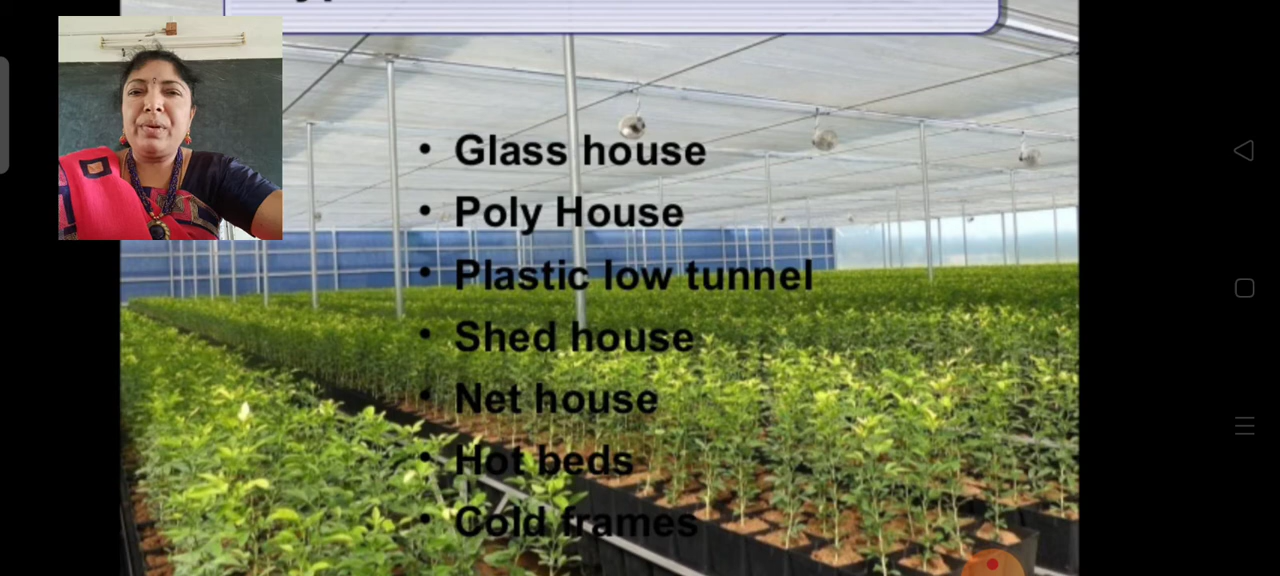 • Glass house
• Poly House
• Plastic low tunnel
• Shed house
• Net house
• Hot beds
• Cold frames